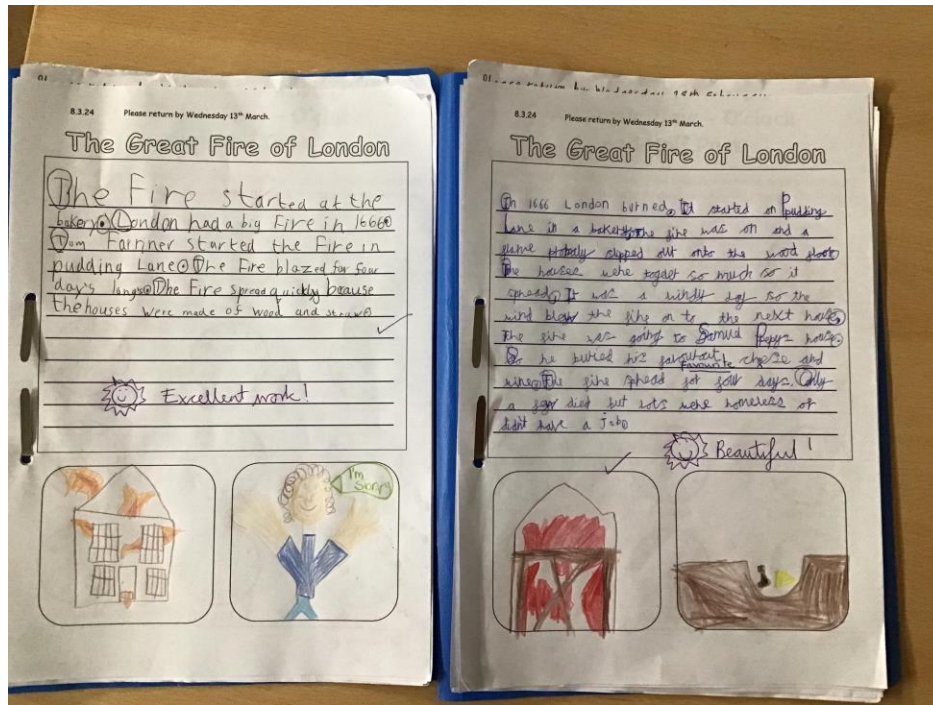 8.3.24 Please return by Wednesday 13th March.
The Great Fire of London
The Fire started at the
bakery. London had a big Fire in 1666.
Tom Farnner started the Fire in
pudding Lane. The Fire blazed for four
day's long. The Fire spread quickly beause
the houses were made of wood and straw.
Excellent work!
I'm
Sorry
8.3.24 Please return by Wednesday 13th March.
The Great Fire of London
In 1666 London burned. It started on Pudding
Lane in a bakery. The fire was on and a
flame slipped out onto the wood floor.
The houses were so much so it
spread. It was a windy day so the
wind blew the fire on to the next house.
The fire was going to Samul Pepys house.
So he buried his favourite and
wine. The fire spread for four days. Only
a few died but lots were homeless or
didn't have a job.
Beautiful!